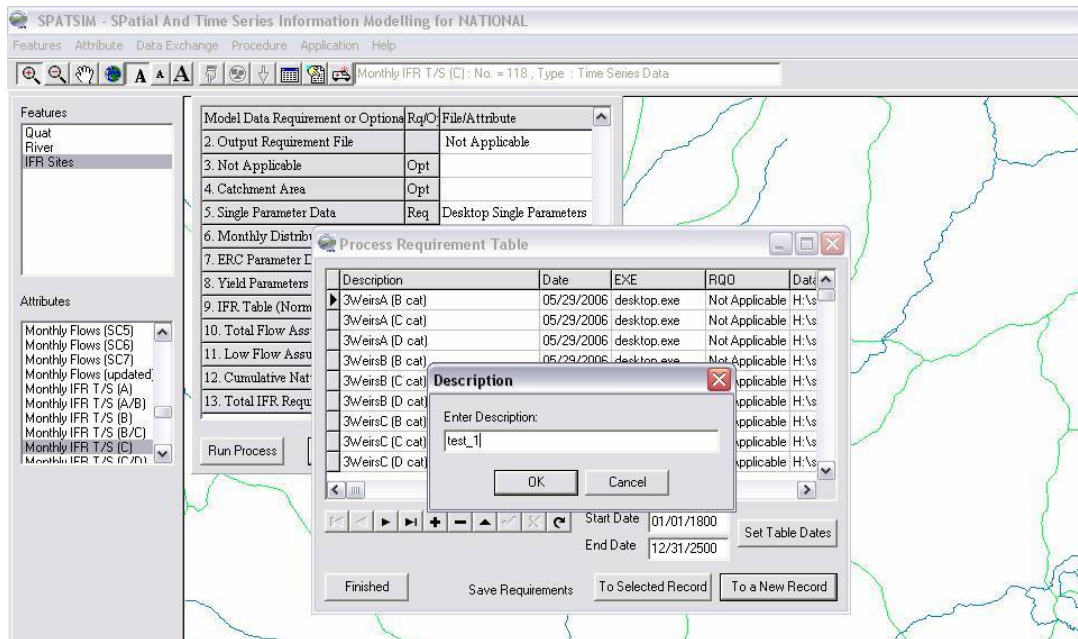 SPATSIM - SPatial And Time Series Information Modelling for NATIONAL
Features Attribute Data Exchange Procedure Application Help
A A A Monthly IFR T/S (C) : No. = 118 , Type : Time Series Data
Features
Quat
River
IFR Sites
Attributes
Monthly Flows (SC5)
Monthly Flows (SC6)
Monthly Flows (SC7)
Monthly Flows (updated
Monthly IFR T/S (A)
Monthly IFR T/S (A/B)
Monthly IFR T/S (B)
Monthly IFR T/S (B/C)
Monthly IFR T/S (C)
Monthly IFR T/S (C/D)
Model Data Requirement or Optiona Rq/O File/Attribute
2. Output Requirement File Not Applicable
3. Not Applicable Opt
4. Catchment Area Opt
5. Single Parameter Data Req Desktop Single Parameters
6. Monthly Distribu
7. ERC Parameter D
8. Yield Parameters
9. IFR Table (Norm
10. Total Flow Ass
11. Low Flow Assu
12. Cumulative Nat
13. Total IFR Requ
Run Process
Process Requirement Table
Description Date EXE RQO Data
3WeirsA (B cat) 05/29/2006 desktop.exe Not Applicable H:\s
3WeirsA (C cat) 05/29/2006 desktop.exe Not Applicable H:\s
3WeirsA (D cat) 05/29/2006 desktop.exe Not Applicable H:\s
3WeirsB (B cat) 05/29/2006 desktop.exe Not Applicable H:\s
3WeirsB (C cat) pplicable H:\s
3WeirsB (D cat) pplicable H:\s
3WeirsC (B cat) pplicable H:\s
3WeirsC (C cat) pplicable H:\s
3WeirsC (D cat) pplicable H:\s
Description
Enter Description:
test_1
OK Cancel
Start Date 01/01/1800
End Date 12/31/2500
Set Table Dates
Finished Save Requirements To Selected Record To a New Record